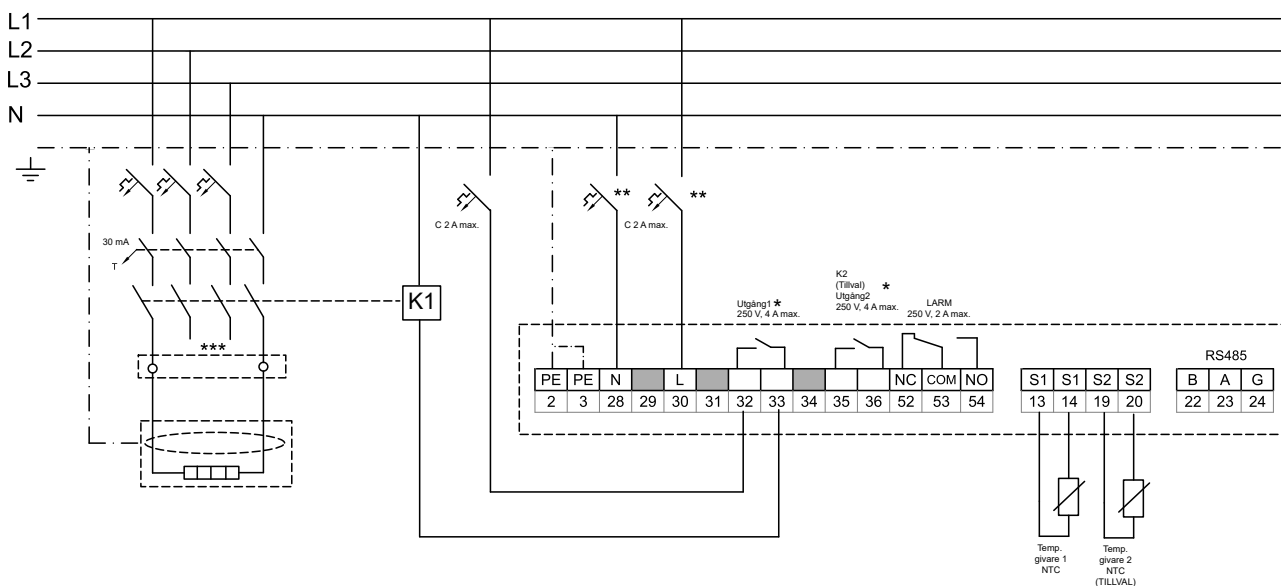 L1
L2
L3
N
**
**
C 2 A max.
C 2 A max.
30 mA
T
K1
***
Utgång1 *
250 V, 4 A max.
K2
(Tillval)
Utgång2 *
250 V, 4 A max.
LARM
250 V, 2 A max.
RS485
PE PE N L NC COM NO
2 3 28 29 30 31 32 33 34 35 36 52 53 54
S1 S1 S2 S2
13 14 19 20
B A G
22 23 24
Temp.
givare 1
NTC
Temp.
givare 2
NTC
(TILLVAL)